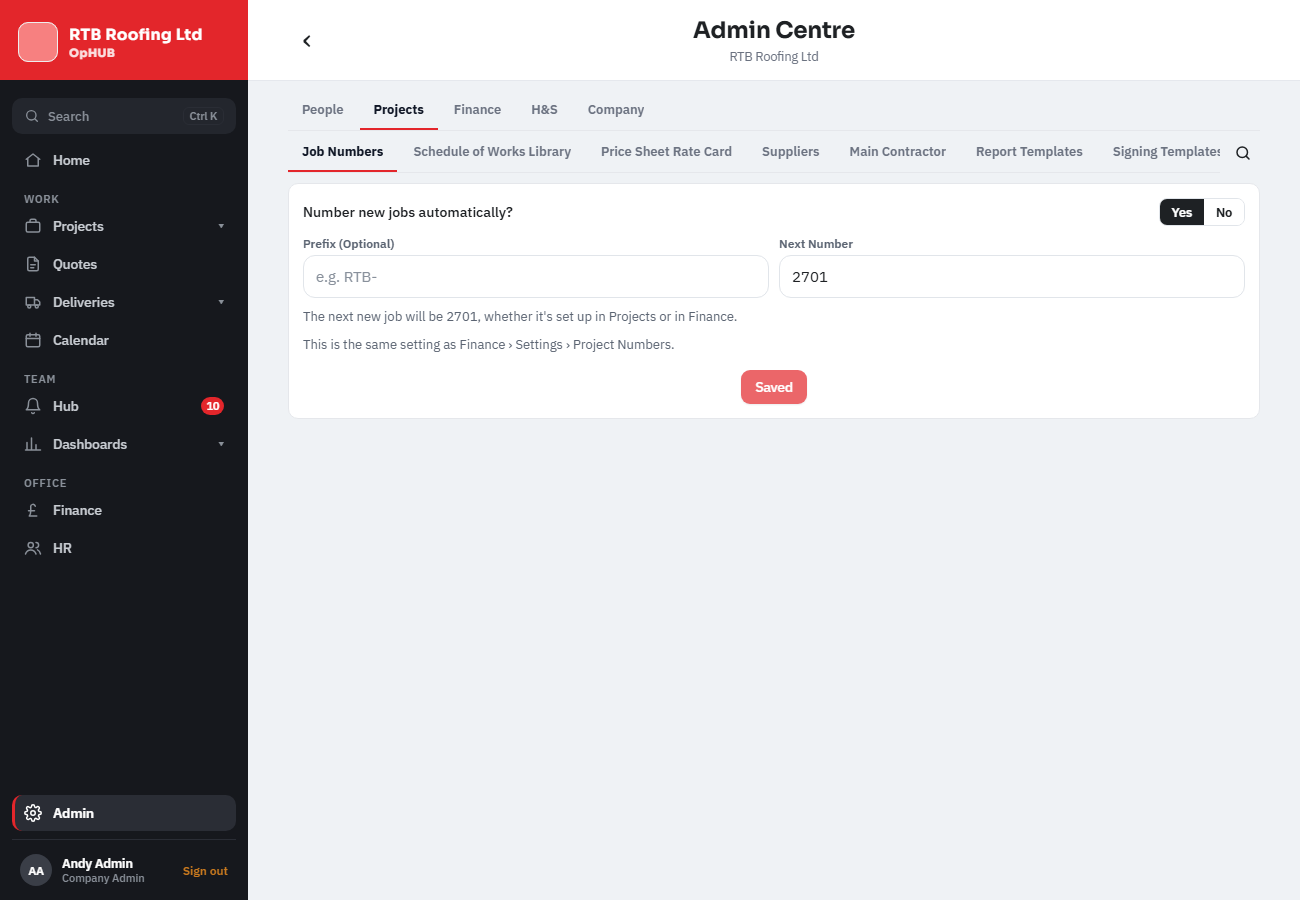 RTB Roofing Ltd
OpHUB
Search Ctrl K
Home
WORK
Projects
Quotes
Deliveries
Calendar
TEAM
Hub 10
Dashboards
OFFICE
Finance
HR
Admin
AA
Andy Admin
Company Admin
Sign out
Admin Centre
RTB Roofing Ltd
People Projects Finance H&S Company
Job Numbers Schedule of Works Library Price Sheet Rate Card Suppliers Main Contractor Report Templates Signing Templates
Number new jobs automatically? Yes No
Prefix (Optional) Next Number
e.g. RTB- 2701
The next new job will be 2701, whether it's set up in Projects or in Finance.
This is the same setting as Finance › Settings › Project Numbers.
Saved